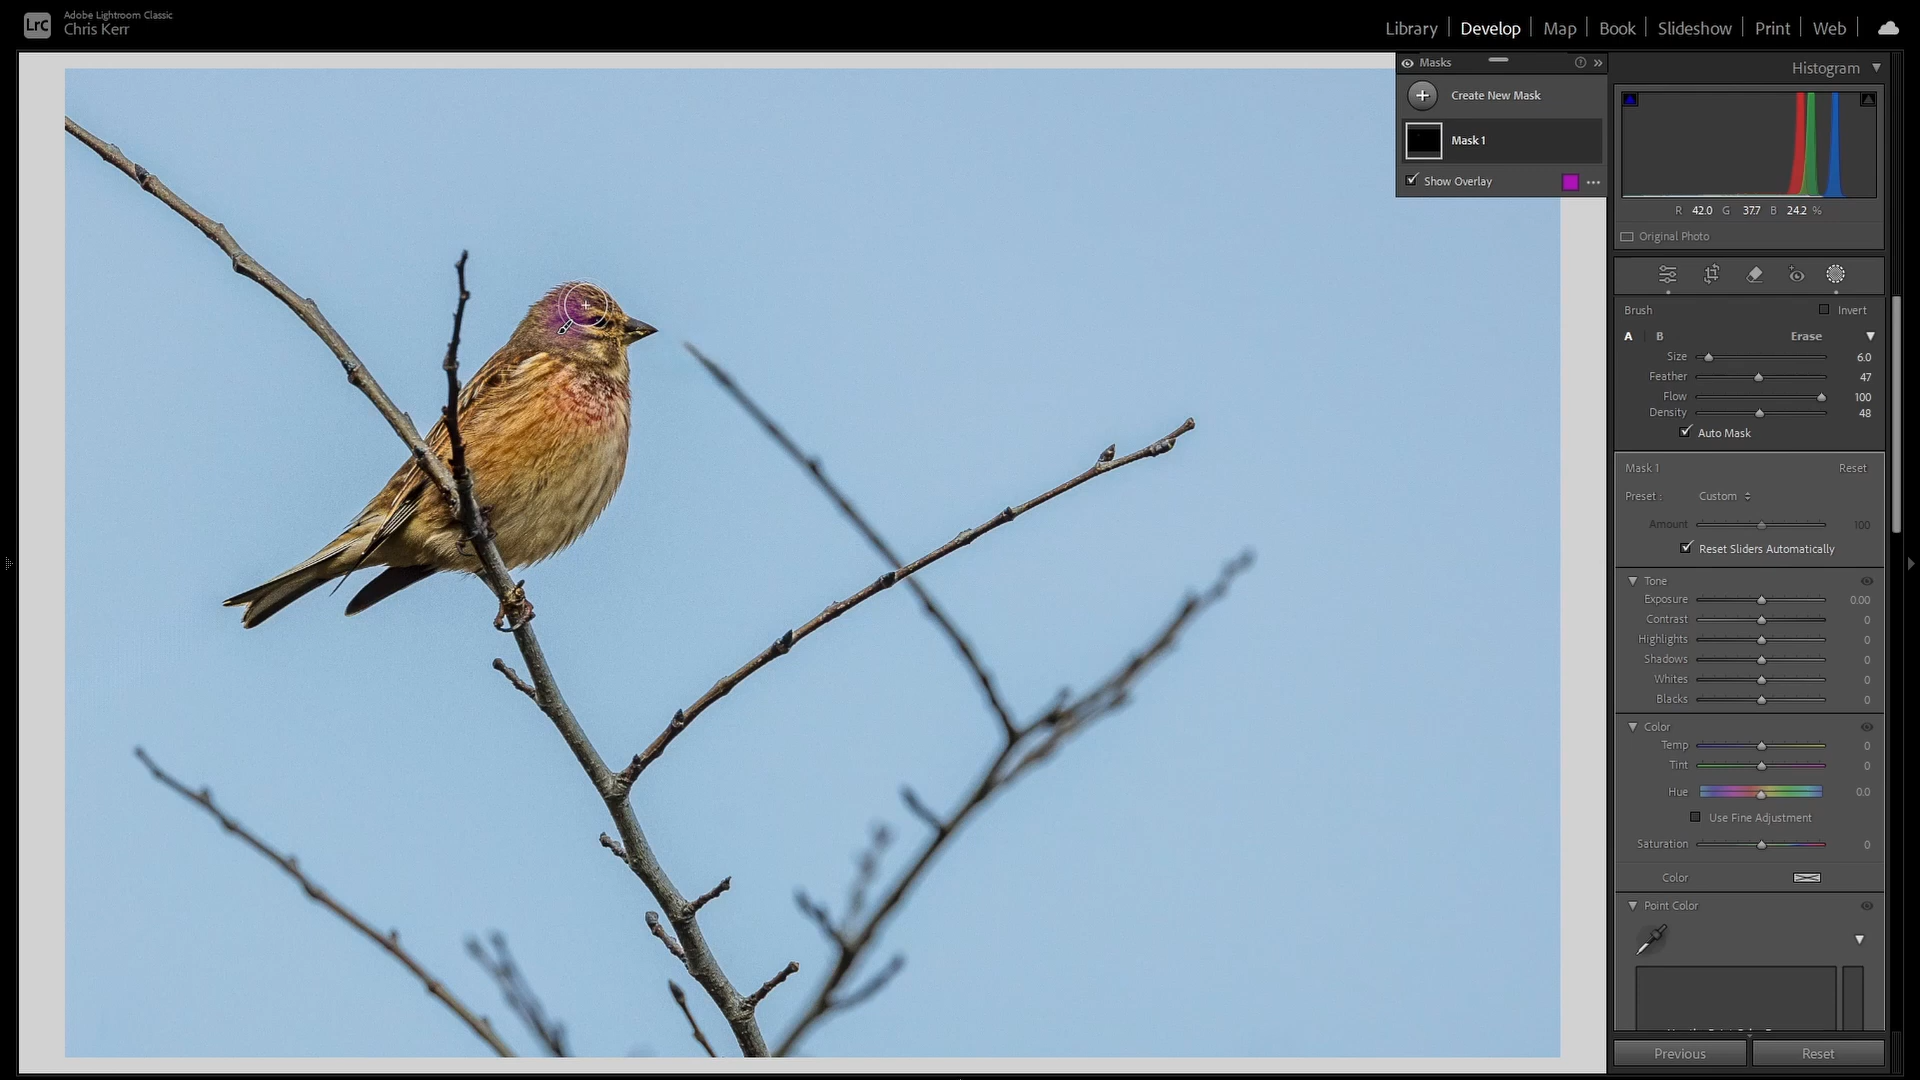 LrC
Adobe Lightroom Classic
Chris Kerr
Library
Develop
Map
Book
Slideshow
Print
Web
Masks
Create New Mask
Mask 1
Show Overlay
Histogram
R 42.0 G 37.7 B 24.2 %
Original Photo
Brush
Invert
A B Erase
Size 6.0
Feather 47
Flow 100
Density 48
Auto Mask
Mask 1 Reset
Preset : Custom
Amount 100
Reset Sliders Automatically
Tone
Exposure 0.00
Contrast 0
Highlights 0
Shadows 0
Whites 0
Blacks 0
Color
Temp 0
Tint 0
Hue 0.0
Use Fine Adjustment
Saturation 0
Color
Point Color
Previous
Reset